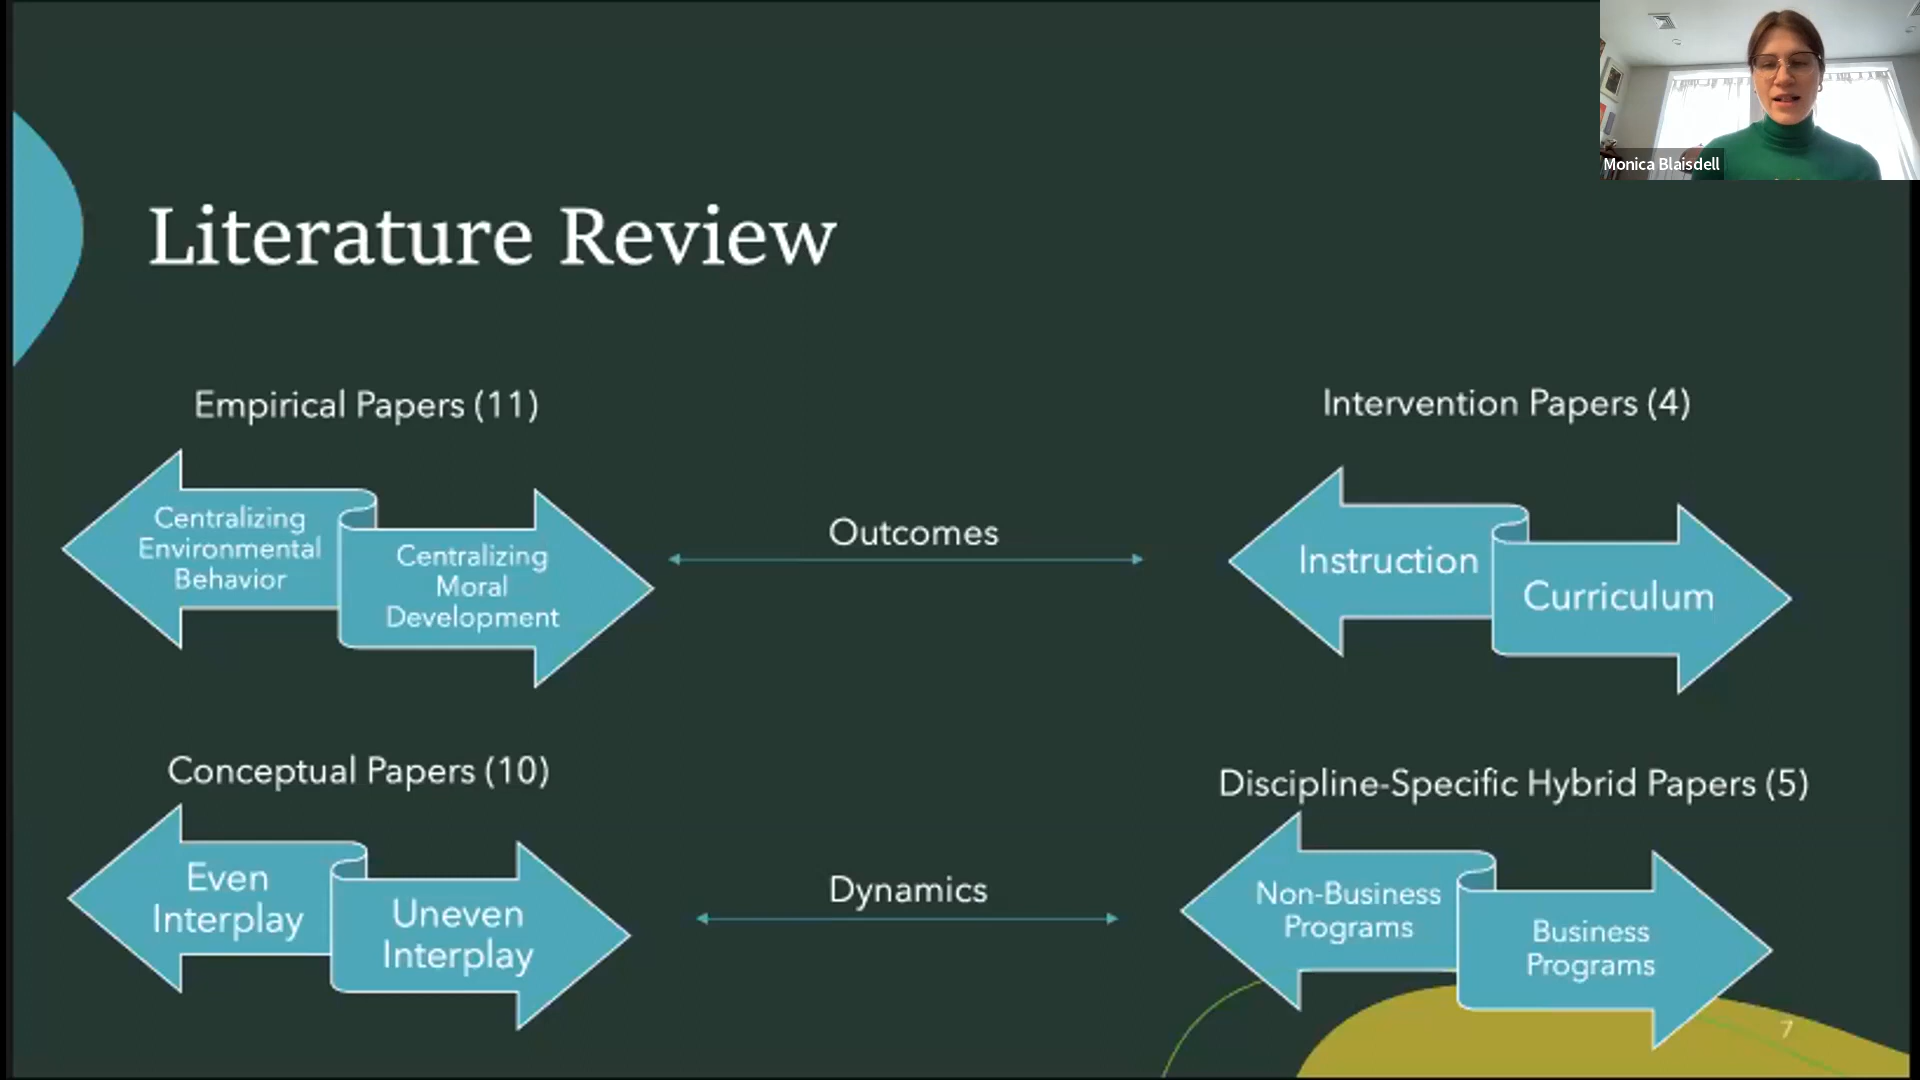 Monica Blaisdell
Literature Review
Empirical Papers (11)
Centralizing
Environmental
Behavior
Centralizing
Moral
Development
Outcomes
Intervention Papers (4)
Instruction
Curriculum
Conceptual Papers (10)
Even
Interplay
Uneven
Interplay
Dynamics
Discipline-Specific Hybrid Papers (5)
Non-Business
Programs
Business
Programs
7